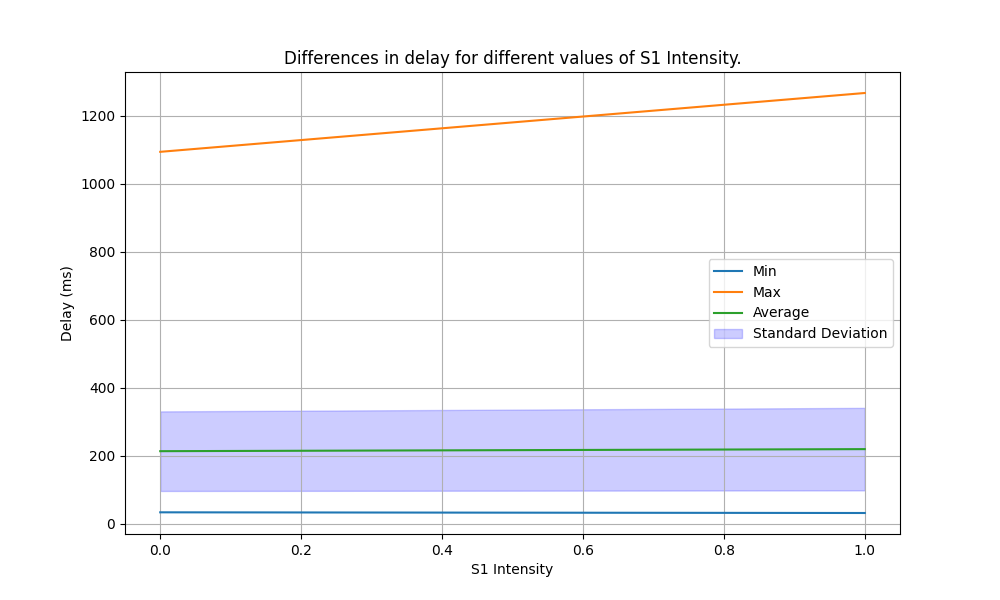 Differences in delay for different values of S1 Intensity.
Delay (ms)
1200
1000
800
600
400
200
0
Min
Max
Average
Standard Deviation
0.0 0.2 0.4 0.6 0.8 1.0
S1 Intensity